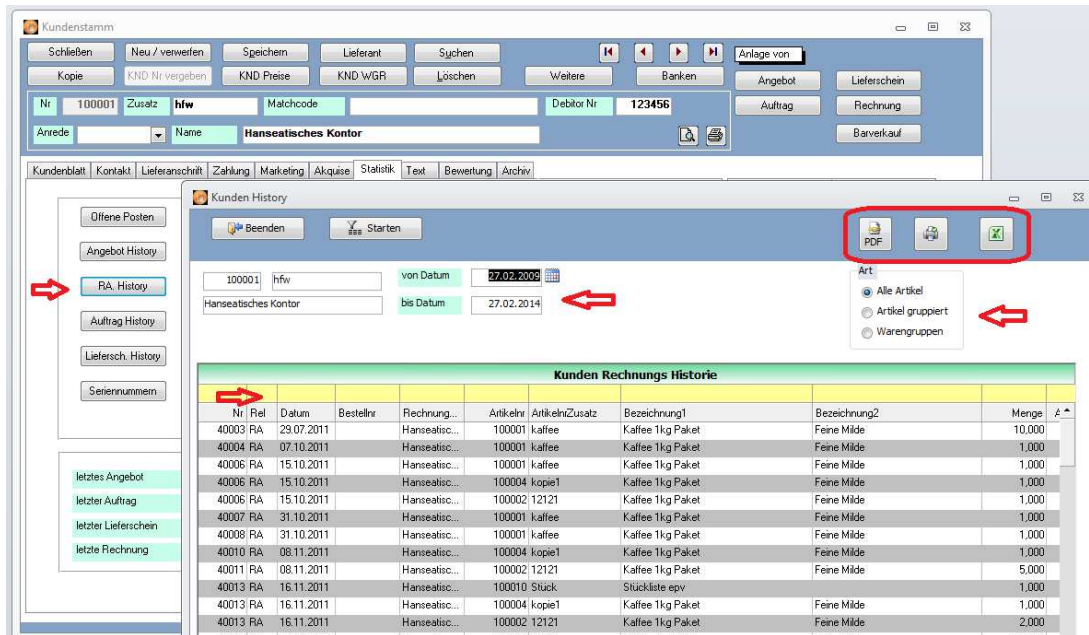 Kundenstamm
Schließen Neu / verwerfen Speichern Lieferant Suchen Anlage von
Kopie KND Nr vergeben KND Preise KND WGR Löschen Weitere Banken Angebot Lieferschein
Nr 100001 Zusatz hfw Matchcode Debitor Nr 123456 Auftrag Rechnung
Anrede Name Hanseatisches Kontor Barverkauf
Kundenblatt Kontakt Lieferanschrift Zahlung Marketing Akquise Statistik Text Bewertung Archiv
Kunden History
Offene Posten
Angebot History
RA. History
Auftrag History
Liefersch. History
Seriennummern
letztes Angebot
letzter Auftrag
letzter Lieferschein
letzte Rechnung
Beenden Starten PDF
100001 hfw von Datum 27.02.2009
Hanseatisches Kontor bis Datum 27.02.2014
Art
Alle Artikel
Artikel gruppiert
Warengruppen
Kunden Rechnungs Historie
Nr Rel Datum Bestellnr Rechnung... Artikelnr ArtikelnrZusatz Bezeichnung1 Bezeichnung2 Menge
40003 RA 29.07.2011 Hanseatisc... 100001 kaffee Kaffee 1kg Paket Feine Milde 10,000
40004 RA 07.10.2011 Hanseatisc... 100001 kaffee Kaffee 1kg Paket Feine Milde 1,000
40006 RA 15.10.2011 Hanseatisc... 100001 kaffee Kaffee 1kg Paket Feine Milde 1,000
40006 RA 15.10.2011 Hanseatisc... 100004 kopie1 Kaffee 1kg Paket Feine Milde 1,000
40006 RA 15.10.2011 Hanseatisc... 100002 12121 Kaffee 1kg Paket Feine Milde 1,000
40007 RA 31.10.2011 Hanseatisc... 100001 kaffee Kaffee 1kg Paket Feine Milde 1,000
40008 RA 31.10.2011 Hanseatisc... 100001 kaffee Kaffee 1kg Paket Feine Milde 1,000
40010 RA 08.11.2011 Hanseatisc... 100004 kopie1 Kaffee 1kg Paket Feine Milde 1,000
40011 RA 08.11.2011 Hanseatisc... 100002 12121 Kaffee 1kg Paket Feine Milde 5,000
40013 RA 16.11.2011 Hanseatisc... 100010 Stück Stückliste epv 1,000
40013 RA 16.11.2011 Hanseatisc... 100004 kopie1 Kaffee 1kg Paket Feine Milde 1,000
40013 RA 16.11.2011 Hanseatisc... 100002 12121 Kaffee 1kg Paket Feine Milde 2,000